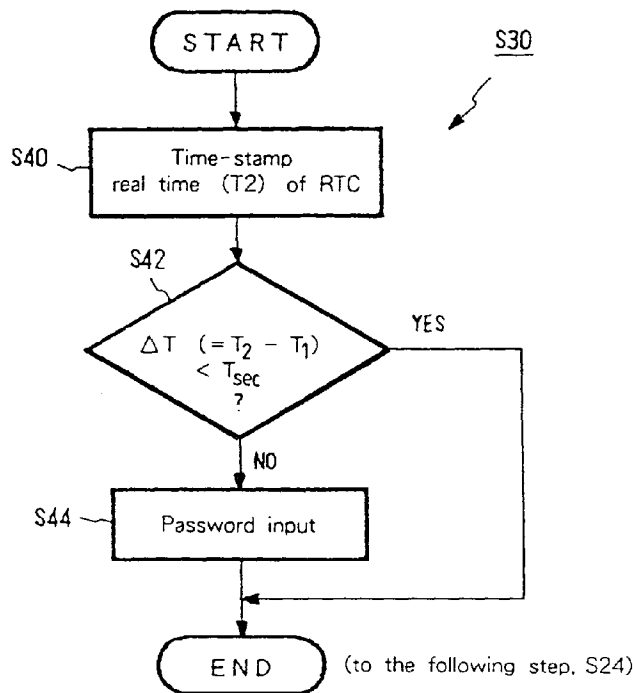 START
S30
S40
Time-stamp
real time (T2) of RTC
S42
YES
△T (=T₂ - T₁)
< Tsec
?
NO
S44
Password input
END
(to the following step, S24)